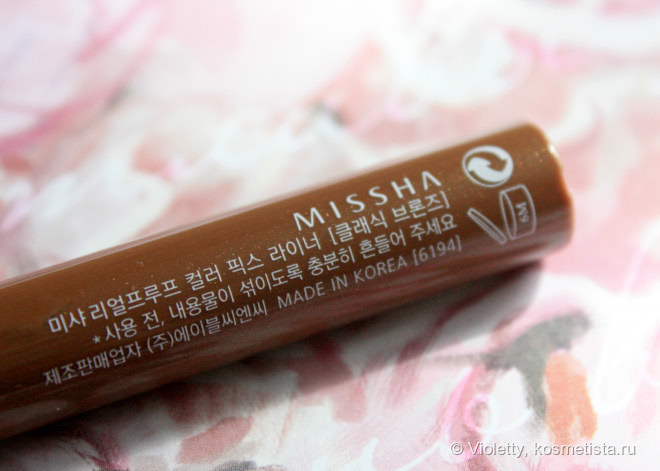 MISSHA
미샤 리얼프루프 컬러 픽스 라이너 [클래식 브론즈]
* 사용 전, 내용물이 섞이도록 충분히 흔들어 주세요
제조판매업자 (주)에이블씨엔씨 MADE IN KOREA [6194]
6M
© Violetty, kosmetista.ru